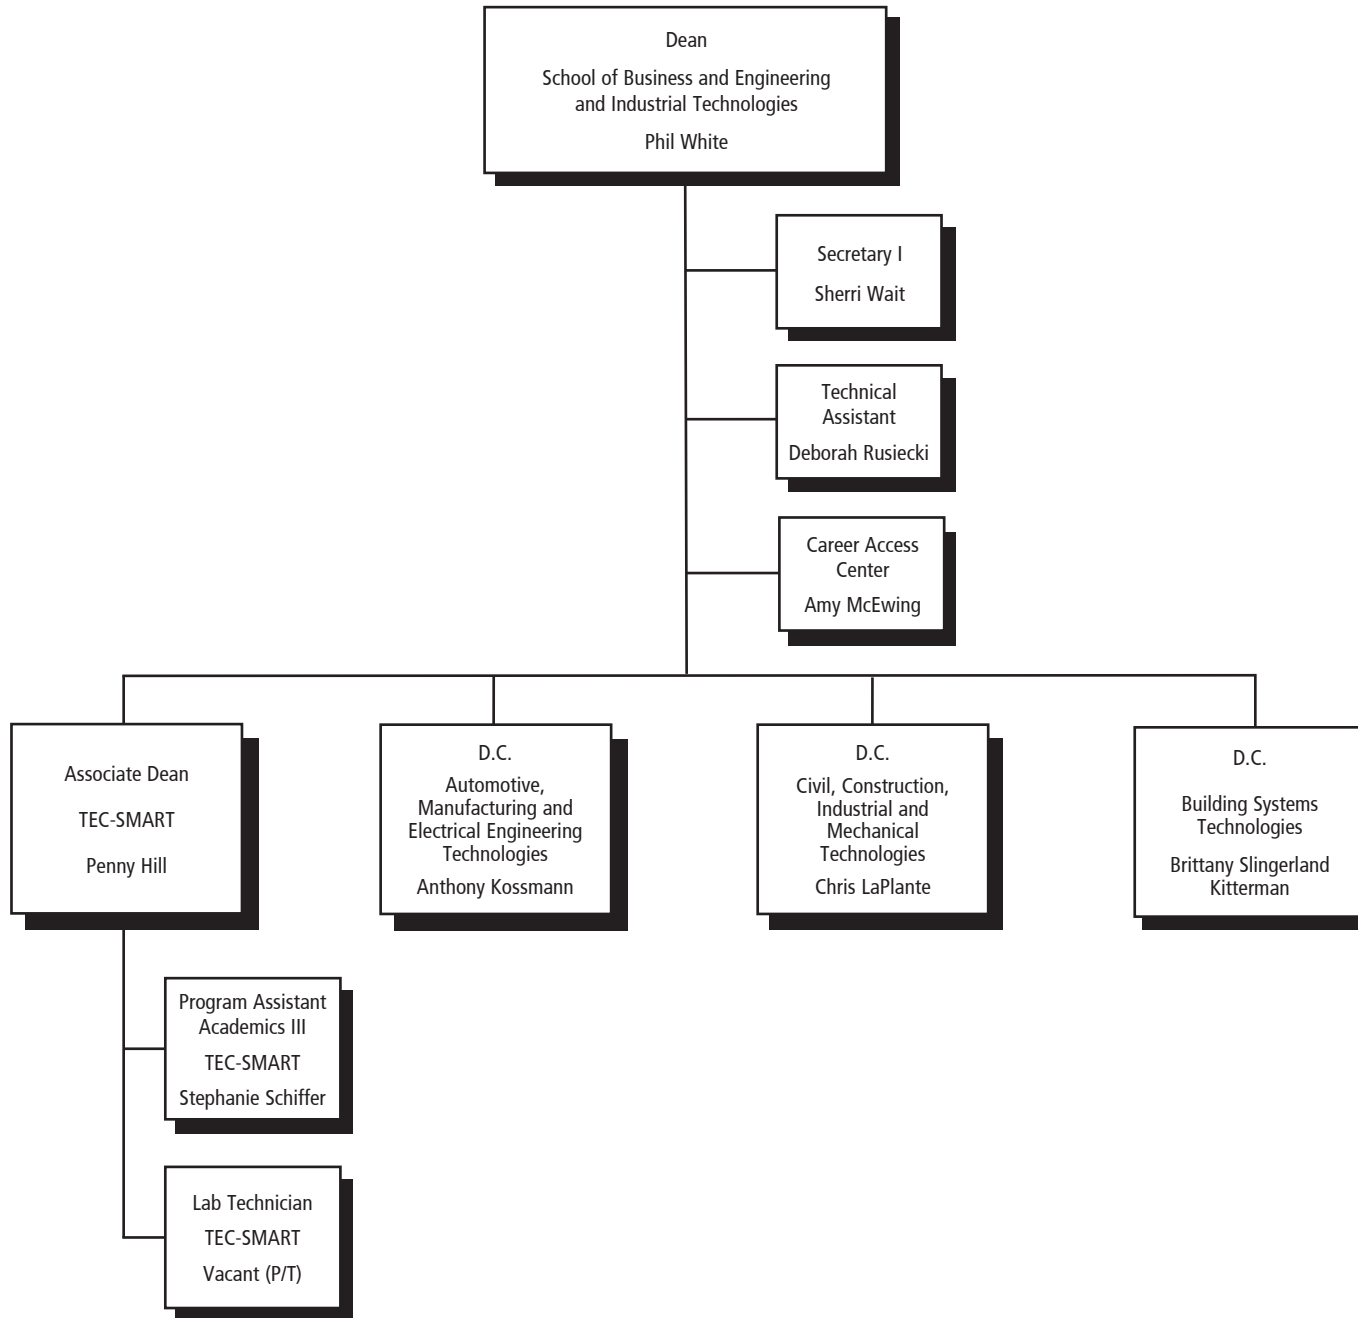 Dean
School of Business and Engineering
and Industrial Technologies
Phil White
Secretary I
Sherri Wait
Technical
Assistant
Deborah Rusiecki
Career Access
Center
Amy McEwing
Associate Dean
TEC-SMART
Penny Hill
D.C.
Automotive,
Manufacturing and
Electrical Engineering
Technologies
Anthony Kossmann
D.C.
Civil, Construction,
Industrial and
Mechanical
Technologies
Chris LaPlante
D.C.
Building Systems
Technologies
Brittany Slingerland
Kitterman
Program Assistant
Academics III
TEC-SMART
Stephanie Schiffer
Lab Technician
TEC-SMART
Vacant (P/T)